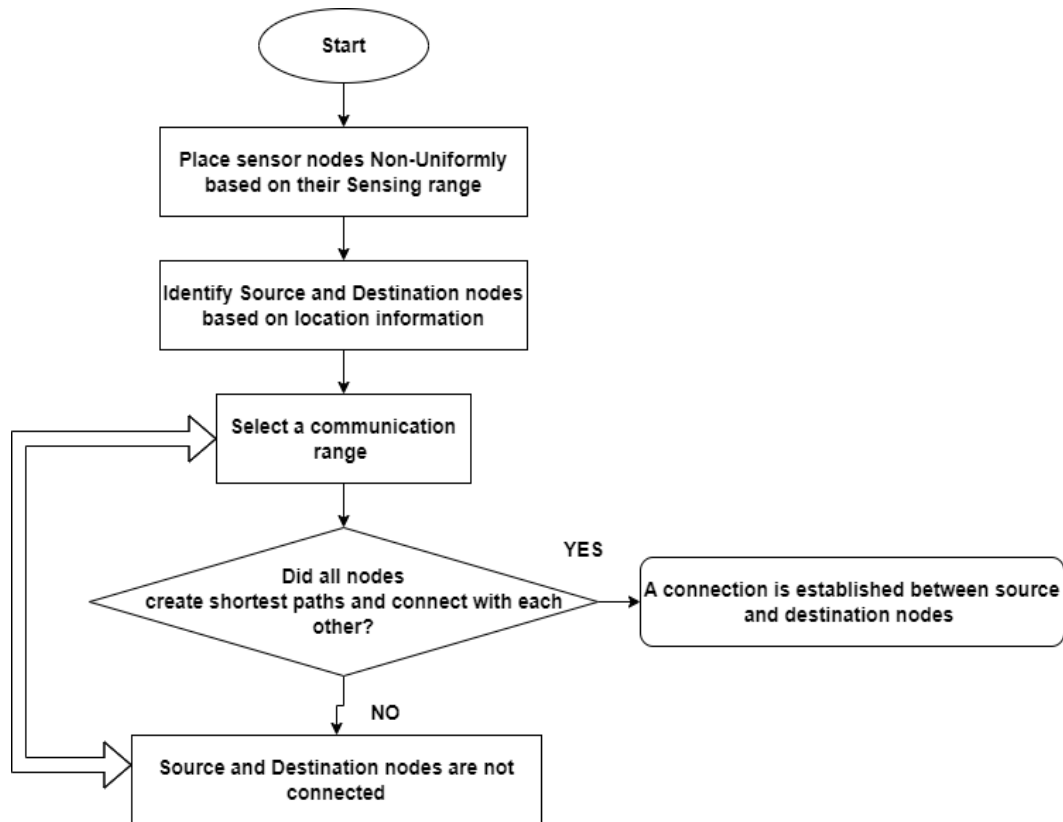 Start
Place sensor nodes Non-Uniformly
based on their Sensing range
Identify Source and Destination nodes
based on location information
Select a communication
range
Did all nodes
create shortest paths and connect with each
other?
YES
A connection is established between source
and destination nodes
NO
Source and Destination nodes are not
connected